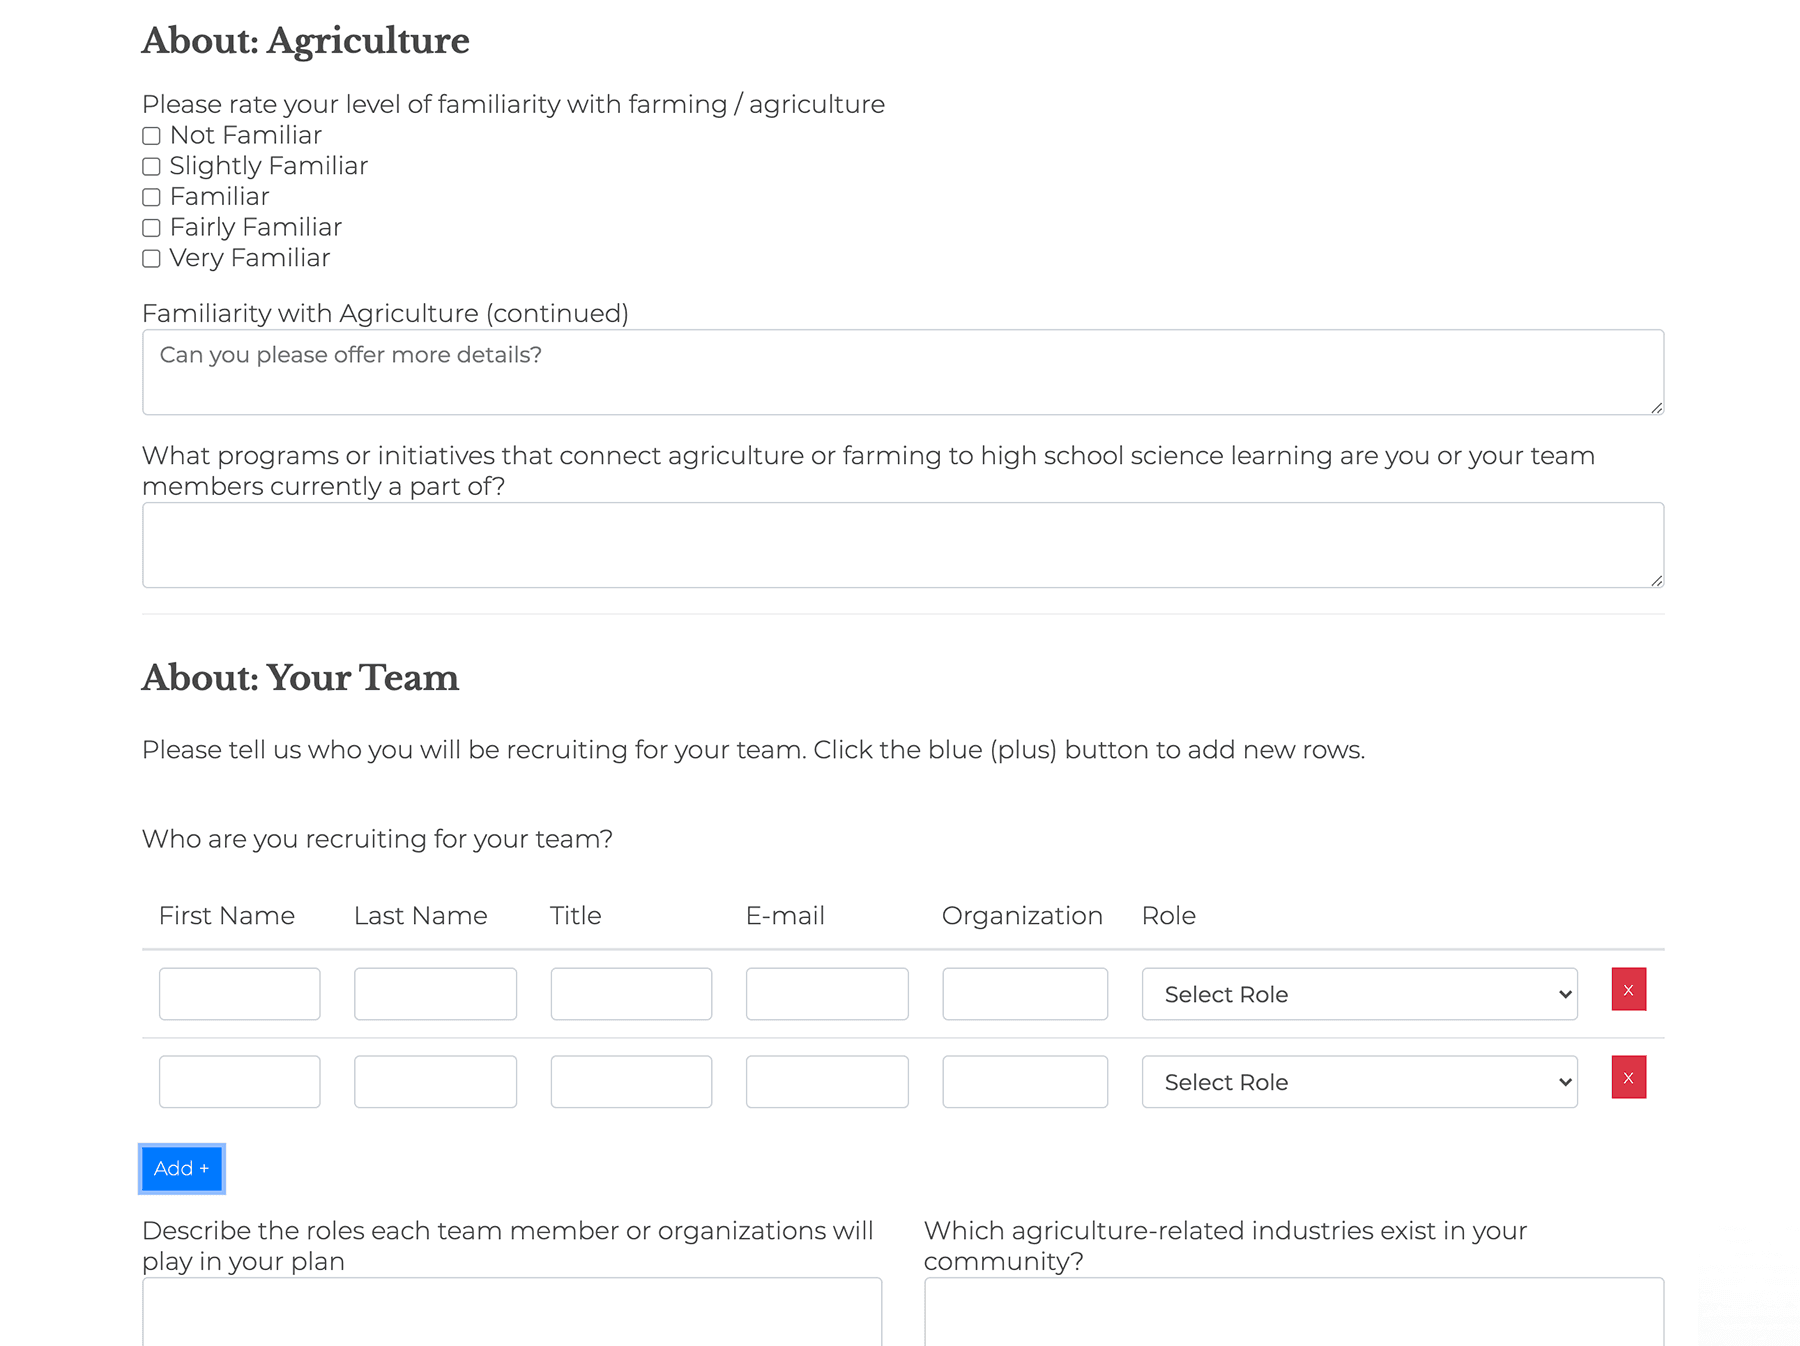 About: Agriculture
Please rate your level of familiarity with farming / agriculture
Not Familiar
Slightly Familiar
Familiar
Fairly Familiar
Very Familiar
Familiarity with Agriculture (continued)
Can you please offer more details?
What programs or initiatives that connect agriculture or farming to high school science learning are you or your team
members currently a part of?
About: Your Team
Please tell us who you will be recruiting for your team. Click the blue (plus) button to add new rows.
Who are you recruiting for your team?
First Name Last Name Title E-mail Organization Role
Select Role x
Select Role x
Add +
Describe the roles each team member or organizations will
play in your plan
Which agriculture-related industries exist in your
community?